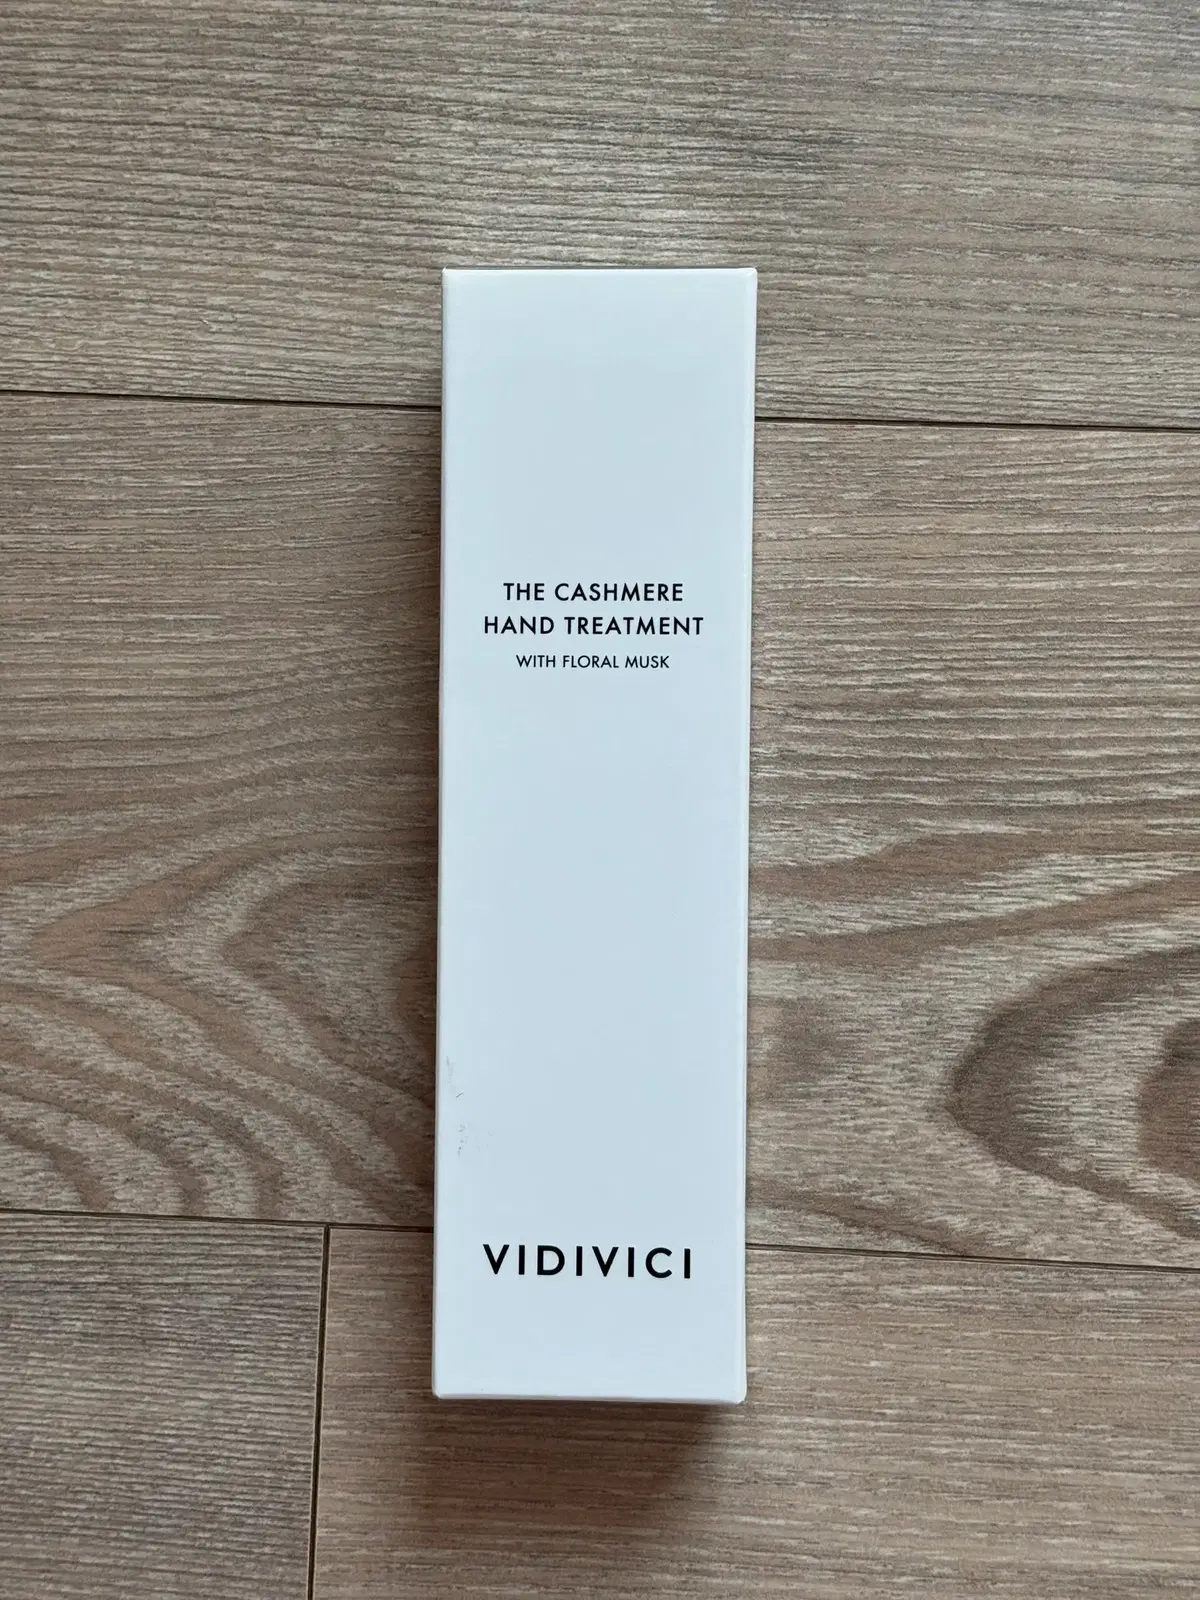 THE CASHMERE
HAND TREATMENT
WITH FLORAL MUSK
VIDIVICI